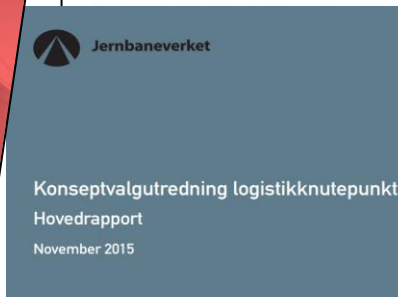 Jernbaneverket
Konseptvalgutredning logistikknutepunkt
Hovedrapport
November 2015